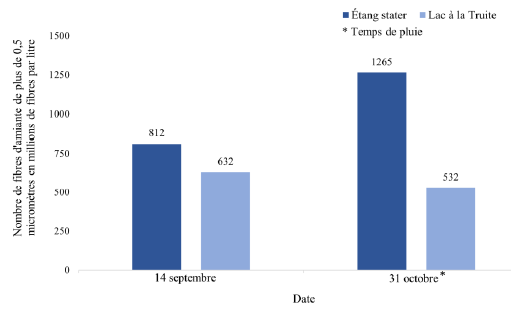 Étang stater Lac à la Truite
* Temps de pluie
Nombre de fibres d'amiante de plus de 0,5
micromètres en millions de fibres par litre
1500
1250
1000
750
500
250
0
812
632
1265
532
14 septembre
31 octobre*
Date